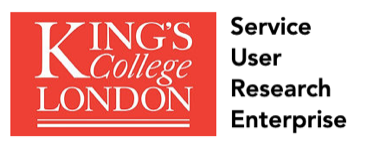 KING'S
College
LONDON
Service
User
Research
Enterprise